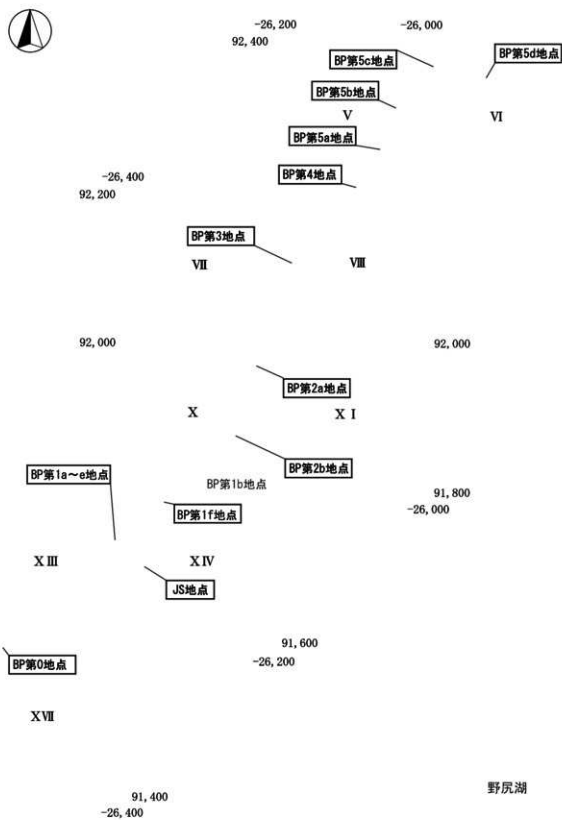 -26,200
-26,000
92,400
BP第5c地点
BP第5d地点
BP第5b地点
Ⅴ
Ⅵ
BP第5a地点
BP第4地点
-26,400
92,200
BP第3地点
Ⅶ
Ⅷ
92,000
92,000
BP第2a地点
Ⅹ
ⅩⅠ
BP第2b地点
BP第1a～e地点
BP第1b地点
91,800
-26,000
BP第1f地点
ⅩⅢ
ⅩⅣ
JS地点
91,600
-26,200
BP第0地点
ⅩⅦ
野尻湖
91,400
-26,400